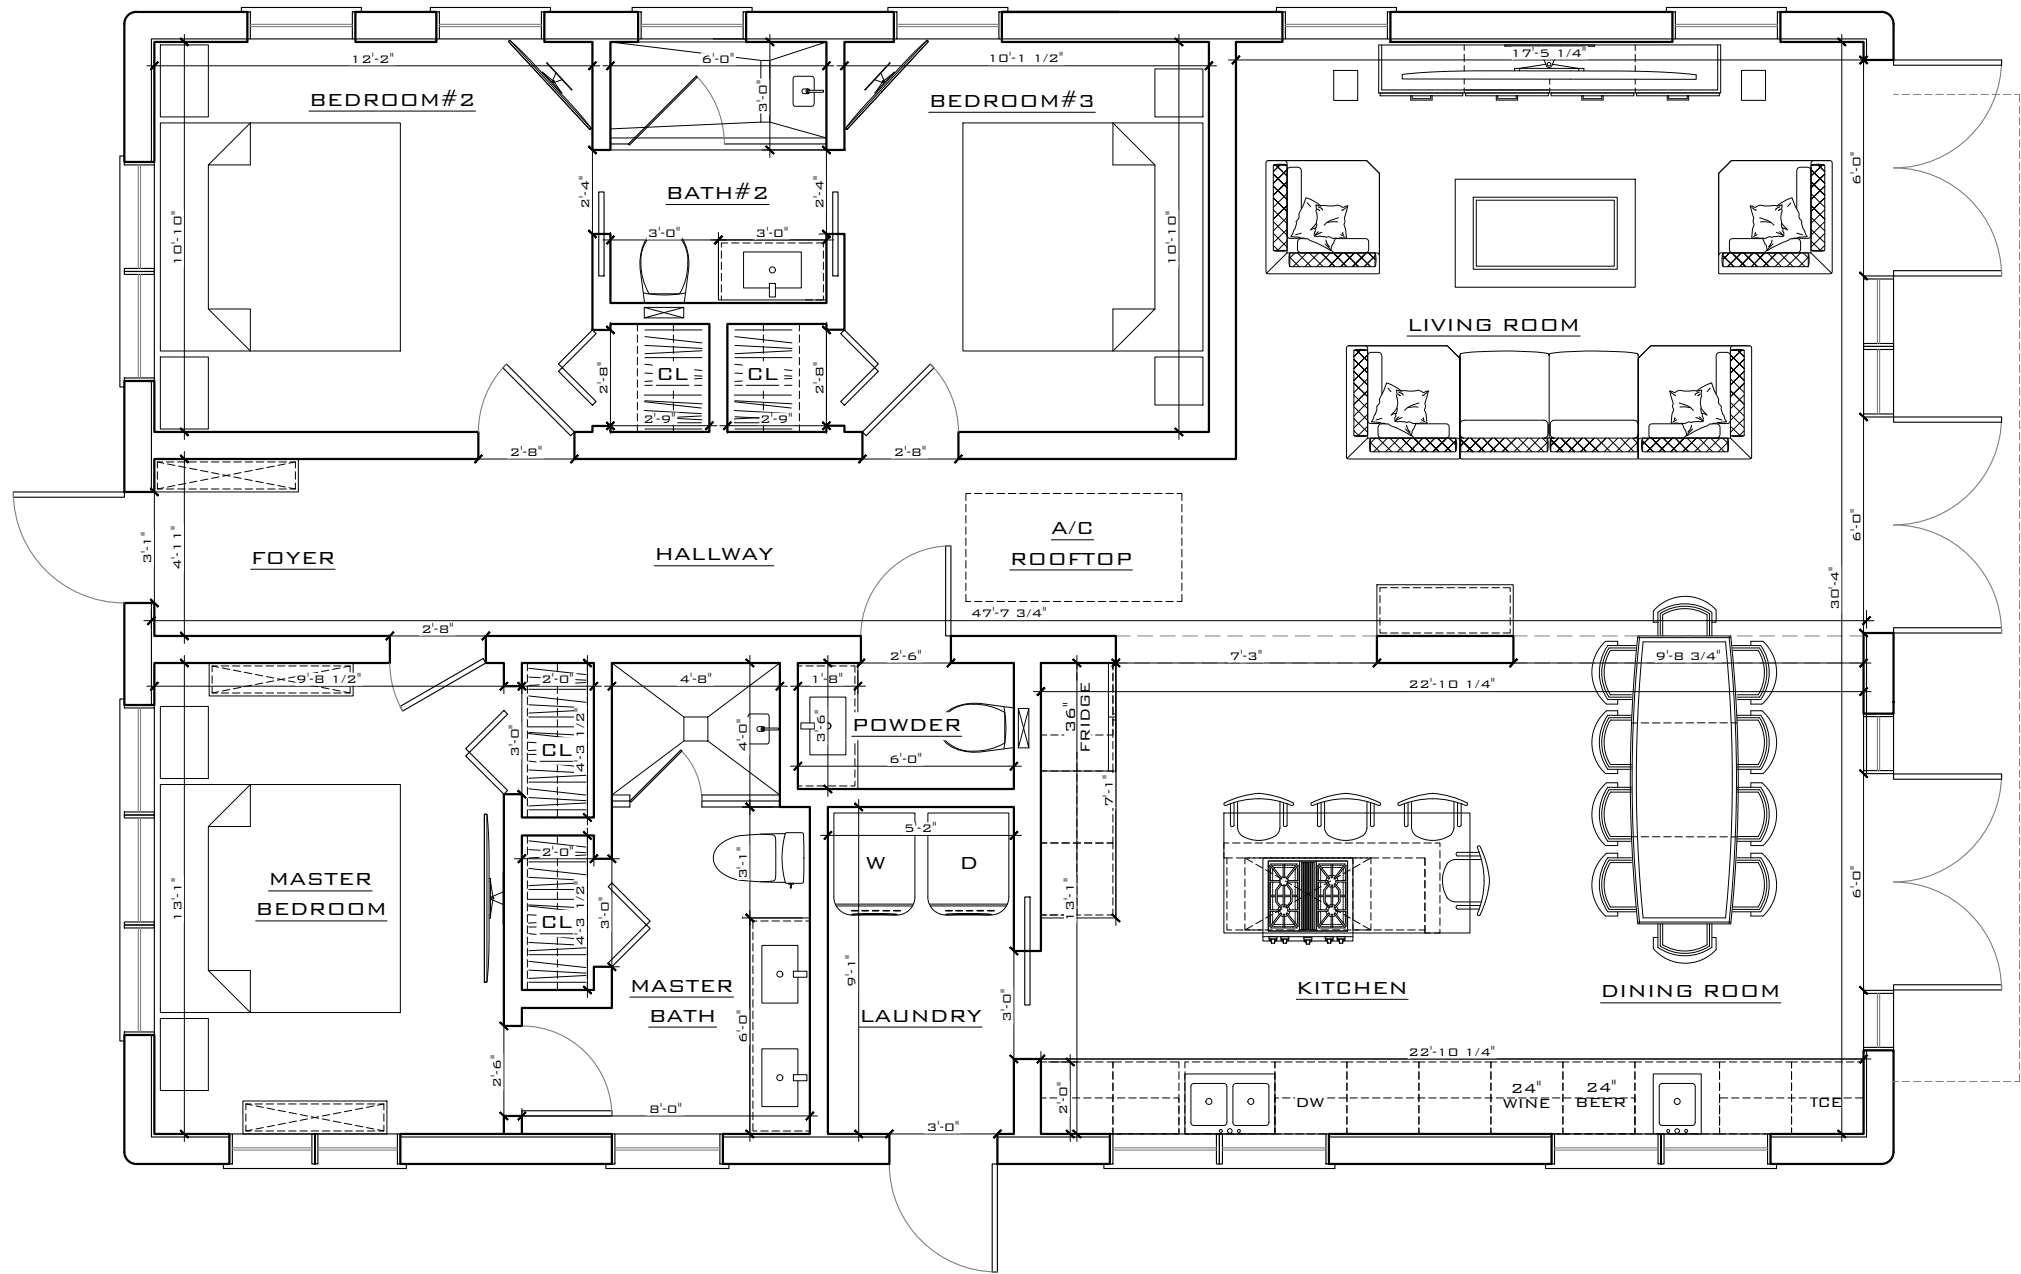 12'-2"
6'-0"
10'-1 1/2"
17'-5 1/4"
BEDROOM#2
3'-0"
BEDROOM#3
6'-0"
2'-4"
BATH#2
2'-4"
10'-10"
3'-0"
3'-0"
10'-10"
LIVING ROOM
2'-8"
CL
CL
2'-8"
2'-9"
2'-9"
2'-8"
2'-8"
3'-1"
4'-11"
FOYER
HALLWAY
A/C
ROOFTOP
6'-0"
30'-4"
47'-7 3/4"
2'-8"
2'-6"
7'-3"
9'-8 3/4"
9'-8 1/2"
2'-0"
4'-8"
1'-8"
22'-10 1/4"
3'-0"
CL
4'-3 1/2"
4'-0"
3'-6"
POWDER
36"
FRIDGE
6'-0"
7'-1"
5'-2"
2'-0"
3'-1"
W
D
MASTER
BEDROOM
13'-1"
CL
4'-3 1/2"
3'-0"
13'-1"
6'-0"
MASTER
BATH
6'-0"
9'-1"
LAUNDRY
3'-0"
KITCHEN
DINING ROOM
2'-6"
22'-10 1/4"
8'-0"
3'-0"
2'-0"
DW
24"
WINE
24"
BEER
ICE